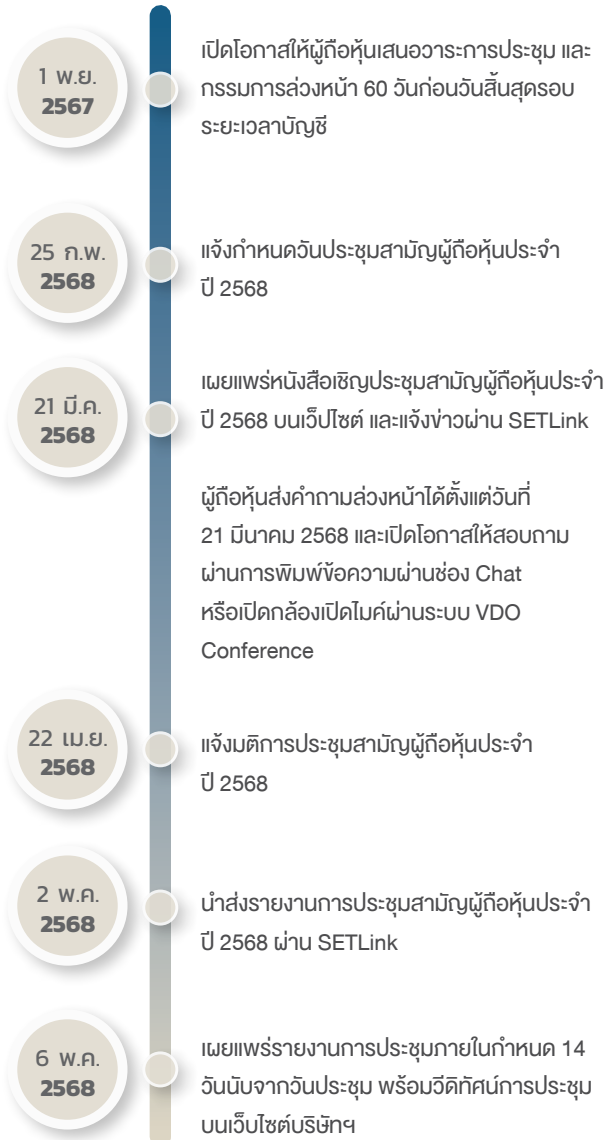 1 พ.ย.
2567
เปิดโอกาสให้ผู้ถือหุ้นเสนอวาระการประชุม และ
กรรมการล่วงหน้า 60 วันก่อนวันสิ้นสุดรอบ
ระยะเวลาบัญชี
25 ก.พ.
2568
แจ้งกำหนดวันประชุมสามัญผู้ถือหุ้นประจำ
ปี 2568
21 มี.ค.
2568
เผยแพร่หนังสือเชิญประชุมสามัญผู้ถือหุ้นประจำ
ปี 2568 บนเว็ปไซต์ และแจ้งข่าวผ่าน SETLink
ผู้ถือหุ้นส่งคำถามล่วงหน้าได้ตั้งแต่วันที่
21 มีนาคม 2568 และเปิดโอกาสให้สอบถาม
ผ่านการพิมพ์ข้อความผ่านช่อง Chat
หรือเปิดกล้องเปิดไมค์ผ่านระบบ VDO
Conference
22 เม.ย.
2568
แจ้งมติการประชุมสามัญผู้ถือหุ้นประจำ
ปี 2568
2 พ.ค.
2568
นำส่งรายงานการประชุมสามัญผู้ถือหุ้นประจำ
ปี 2568 ผ่าน SETLink
6 พ.ค.
2568
เผยแพร่รายงานการประชุมภายในกำหนด 14
วันนับจากวันประชุม พร้อมวีดิทัศน์การประชุม
บนเว็บไซต์บริษัทฯ